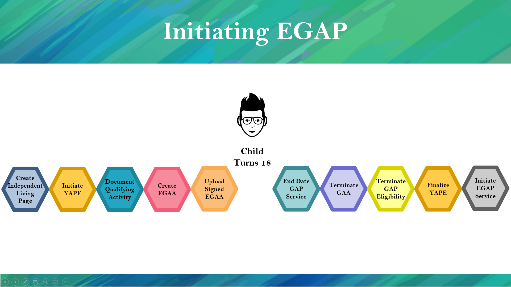 Initiating EGAP
Child
Turns 18
Create
Independent
Living
Page
Initiate
YAPE
Document
Qualifying
Activity
Create
EGAA
Upload
Signed
EGAA
End Date
GAP
Service
Terminate
GAA
Terminate
GAP
Eligibility
Finalize
YAPE
Initiate
EGAP
Service